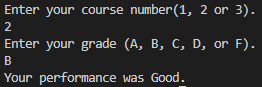 Enter your course number(1, 2 or 3).
2
Enter your grade (A, B, C, D, or F).
B
Your performance was Good.